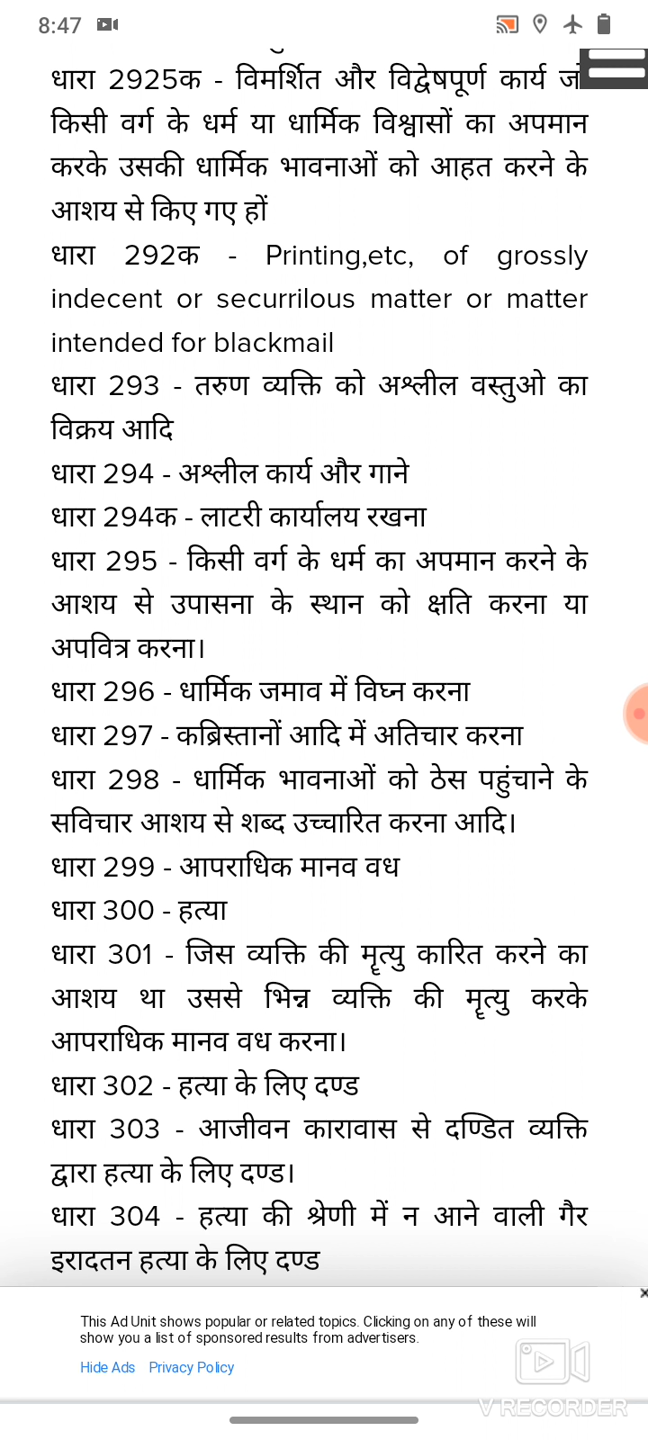 8:47
धारा 2925क - विमर्शित और विद्वेषपूर्ण कार्य
किसी वर्ग के धर्म या धार्मिक विश्वासों का अपमान
करके उसकी धार्मिक भावनाओं को आहत करने के
आशय से किए गए हों
धारा 292क - Printing,etc, of grossly
indecent or securrilous matter or matter
intended for blackmail
धारा 293 - तरुण व्यक्ति को अश्लील वस्तुओ का
विक्रय आदि
धारा 294 - अश्लील कार्य और गाने
धारा 294क - लाटरी कार्यालय रखना
धारा 295 - किसी वर्ग के धर्म का अपमान करने के
आशय से उपासना के स्थान को क्षति करना या
अपवित्र करना।
धारा 296 - धार्मिक जमाव में विघ्न करना
धारा 297 - कब्रिस्तानों आदि में अतिचार करना
धारा 298 - धार्मिक भावनाओं को ठेस पहुंचाने के
सविचार आशय से शब्द उच्चारित करना आदि।
धारा 299 - आपराधिक मानव वध
धारा 300 - हत्या
धारा 301 - जिस व्यक्ति की मॄत्यु कारित करने का
आशय था उससे भिन्न व्यक्ति की मॄत्यु करके
आपराधिक मानव वध करना।
धारा 302 - हत्या के लिए दण्ड
धारा 303 - आजीवन कारावास से दण्डित व्यक्ति
द्वारा हत्या के लिए दण्ड।
धारा 304 - हत्या की श्रेणी में न आने वाली गैर
इरादतन हत्या के लिए दण्ड
This Ad Unit shows popular or related topics. Clicking on any of these will
show you a list of sponsored results from advertisers.
Hide Ads Privacy Policy
V RECORDER